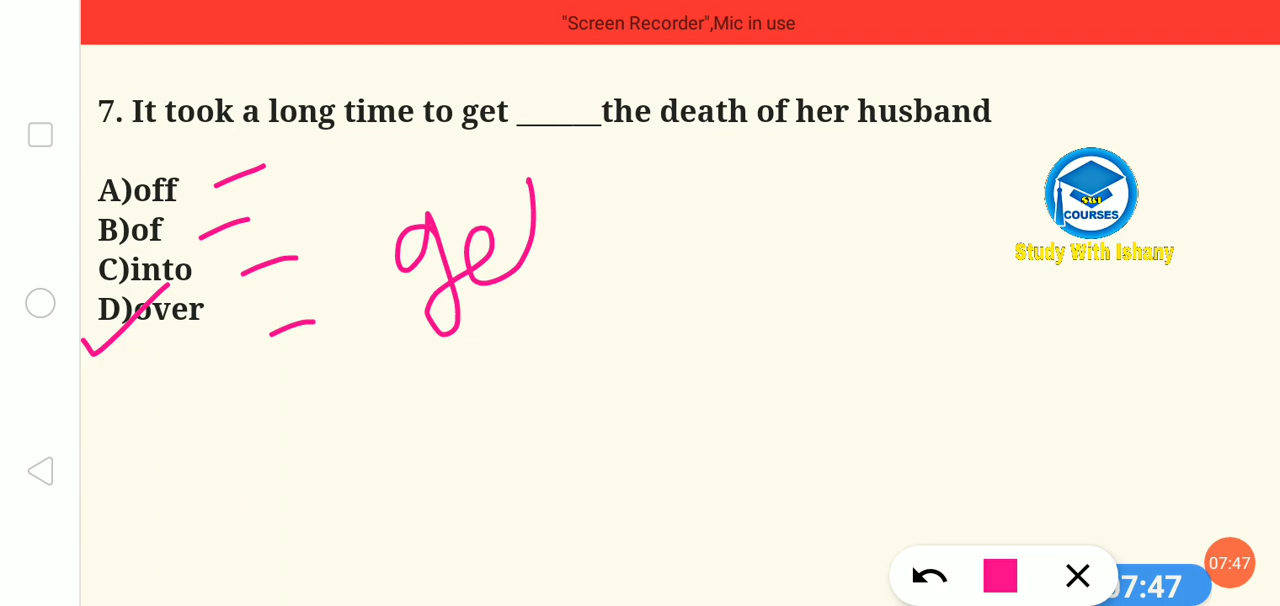 "Screen Recorder",Mic in use
7. It took a long time to get ______the death of her husband
A)off
B)of
C)into
D)over
ge
SWI
COURSES
Study With Ishany
07:47
07:47